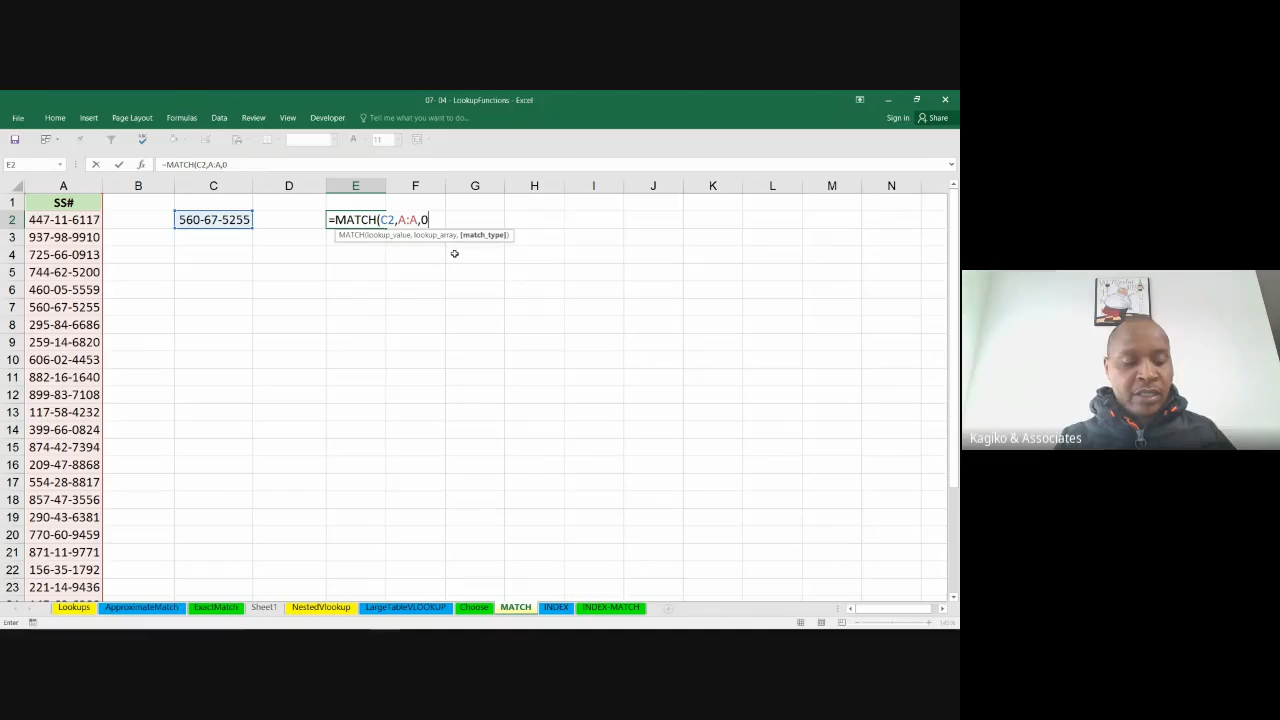 07- 04 - LookupFunctions - Excel
File Home Insert Page Layout Formulas Data Review View Developer Tell me what you want to do... Sign in Share
11
E2 =MATCH(C2,A:A,0
A B C D E F G H I J K L M N
1 SS#
2 447-11-6117 560-67-5255 =MATCH(C2,A:A,0
3 937-98-9910 MATCH(lookup_value, lookup_array, [match_type])
4 725-66-0913
5 744-62-5200
6 460-05-5559
7 560-67-5255
8 295-84-6686
9 259-14-6820
10 606-02-4453
11 882-16-1640
12 899-83-7108
13 117-58-4232
14 399-66-0824
15 874-42-7394
16 209-47-8868
17 554-28-8817
18 857-47-3556
19 290-43-6381
20 770-60-9459
21 871-11-9771
22 156-35-1792
23 221-14-9436
Lookups ApproximateMatch ExactMatch Sheet1 NestedVlookup LargeTableVLOOKUP Choose MATCH INDEX INDEX-MATCH
Enter 145%
Kagiko & Associates